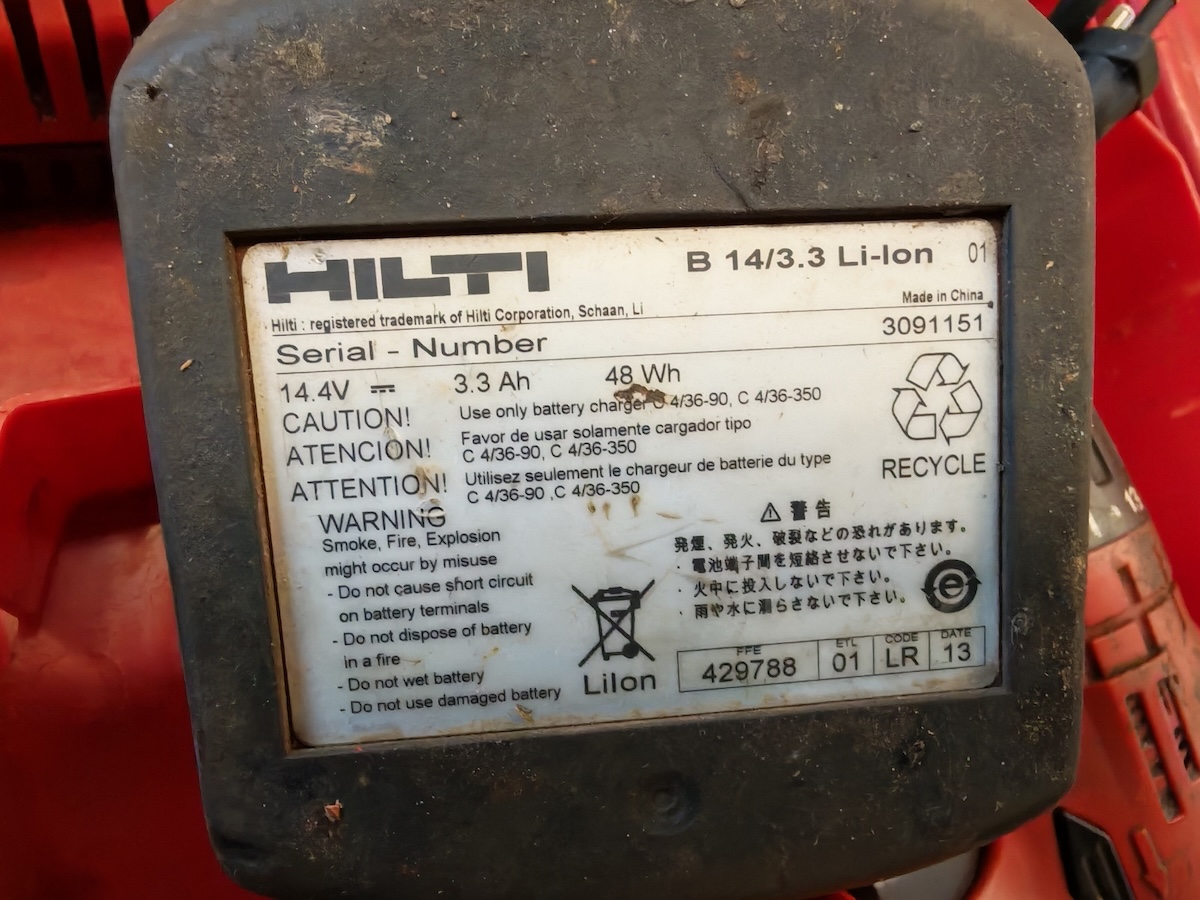 HILTI
B 14/3.3 Li-Ion 01
Hilti : registered trademark of Hilti Corporation, Schaan, Li
Made in China
Serial - Number
3091151
14.4V 3.3 Ah 48 Wh
CAUTION! Use only battery charger C 4/36-90, C 4/36-350
ATENCION! Favor de usar solamente cargador tipo
C 4/36-90, C 4/36-350
ATTENTION! Utilisez seulement le chargeur de batterie du type
C 4/36-90 ,C 4/36-350
RECYCLE
WARNING
Smoke, Fire, Explosion
might occur by misuse
- Do not cause short circuit
on battery terminals
- Do not dispose of battery
in a fire
- Do not wet battery
- Do not use damaged battery
⚠ 警告
発煙、発火、破裂などの恐れがあります。
・電池端子間を短絡させないで下さい。
・火中に投入しないで下さい。
・雨や水に濡らさないで下さい。
e
LiIon
FFE ETL CODE DATE
429788 01 LR 13
13